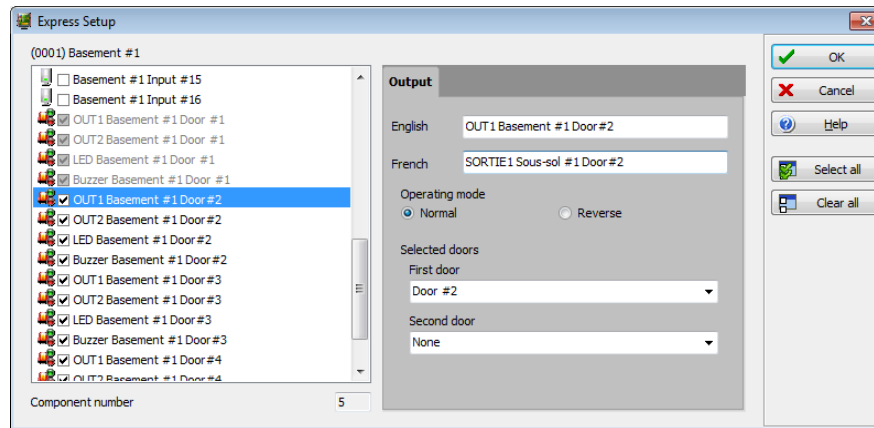 Express Setup
(0001) Basement #1
Basement #1 Input #15
Basement #1 Input #16
OUT1 Basement #1 Door #1
OUT2 Basement #1 Door #1
LED Basement #1 Door #1
Buzzer Basement #1 Door #1
OUT1 Basement #1 Door#2
OUT2 Basement #1 Door#2
LED Basement #1 Door#2
Buzzer Basement #1 Door#2
OUT1 Basement #1 Door#3
OUT2 Basement #1 Door#3
LED Basement #1 Door#3
Buzzer Basement #1 Door#3
OUT1 Basement #1 Door#4
OUT2 Basement #1 Door#4
Component number 5
Output
English OUT1 Basement #1 Door#2
French SORTIE1 Sous-sol #1 Door#2
Operating mode
Normal Reverse
Selected doors
First door
Door #2
Second door
None
OK
Cancel
Help
Select all
Clear all